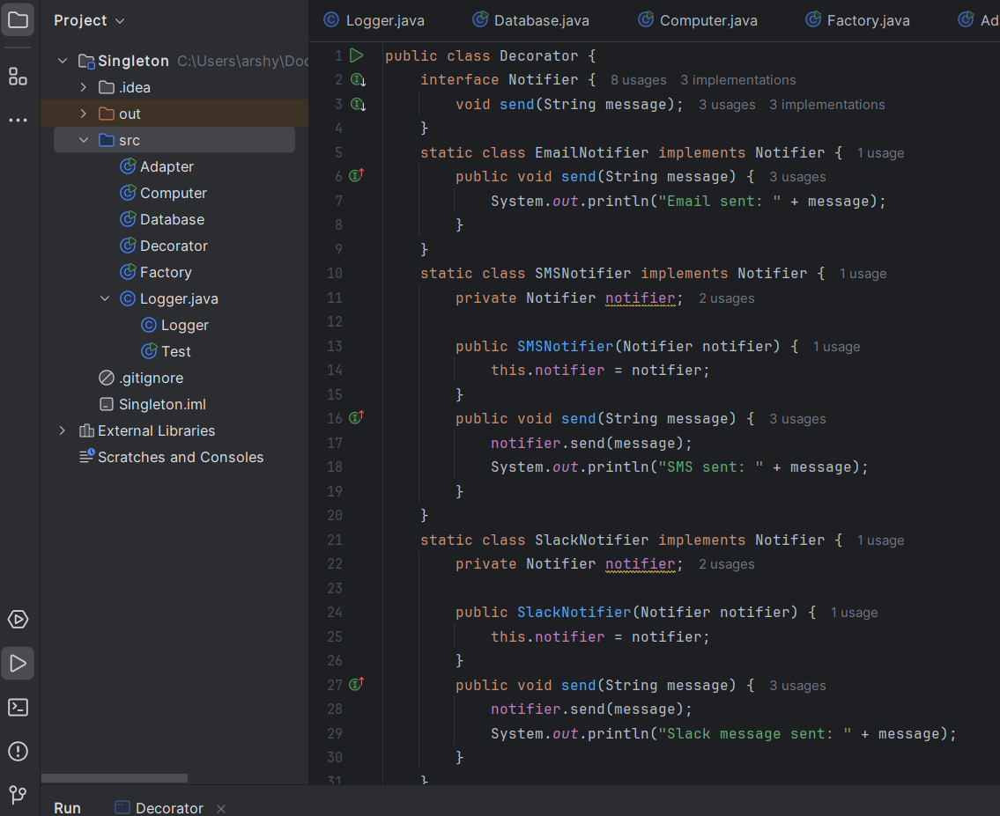 Project
Logger.java
Database.java
Computer.java
Factory.java
Ad
Singleton C:\Users\arshy\Doc
.idea
out
src
Adapter
Computer
Database
Decorator
Factory
Logger.java
Logger
Test
.gitignore
Singleton.iml
External Libraries
Scratches and Consoles
1 public class Decorator {
2 interface Notifier { 8 usages 3 implementations
3 void send(String message); 3 usages 3 implementations
4 }
5 static class EmailNotifier implements Notifier { 1 usage
6 public void send(String message) { 3 usages
7 System.out.println("Email sent: " + message);
8 }
9 }
10 static class SMSNotifier implements Notifier { 1 usage
11 private Notifier notifier; 2 usages
12
13 public SMSNotifier(Notifier notifier) { 1 usage
14 this.notifier = notifier;
15 }
16 public void send(String message) { 3 usages
17 notifier.send(message);
18 System.out.println("SMS sent: " + message);
19 }
20 }
21 static class SlackNotifier implements Notifier { 1 usage
22 private Notifier notifier; 2 usages
23
24 public SlackNotifier(Notifier notifier) { 1 usage
25 this.notifier = notifier;
26 }
27 public void send(String message) { 3 usages
28 notifier.send(message);
29 System.out.println("Slack message sent: " + message);
30 }
31 }
Run Decorator